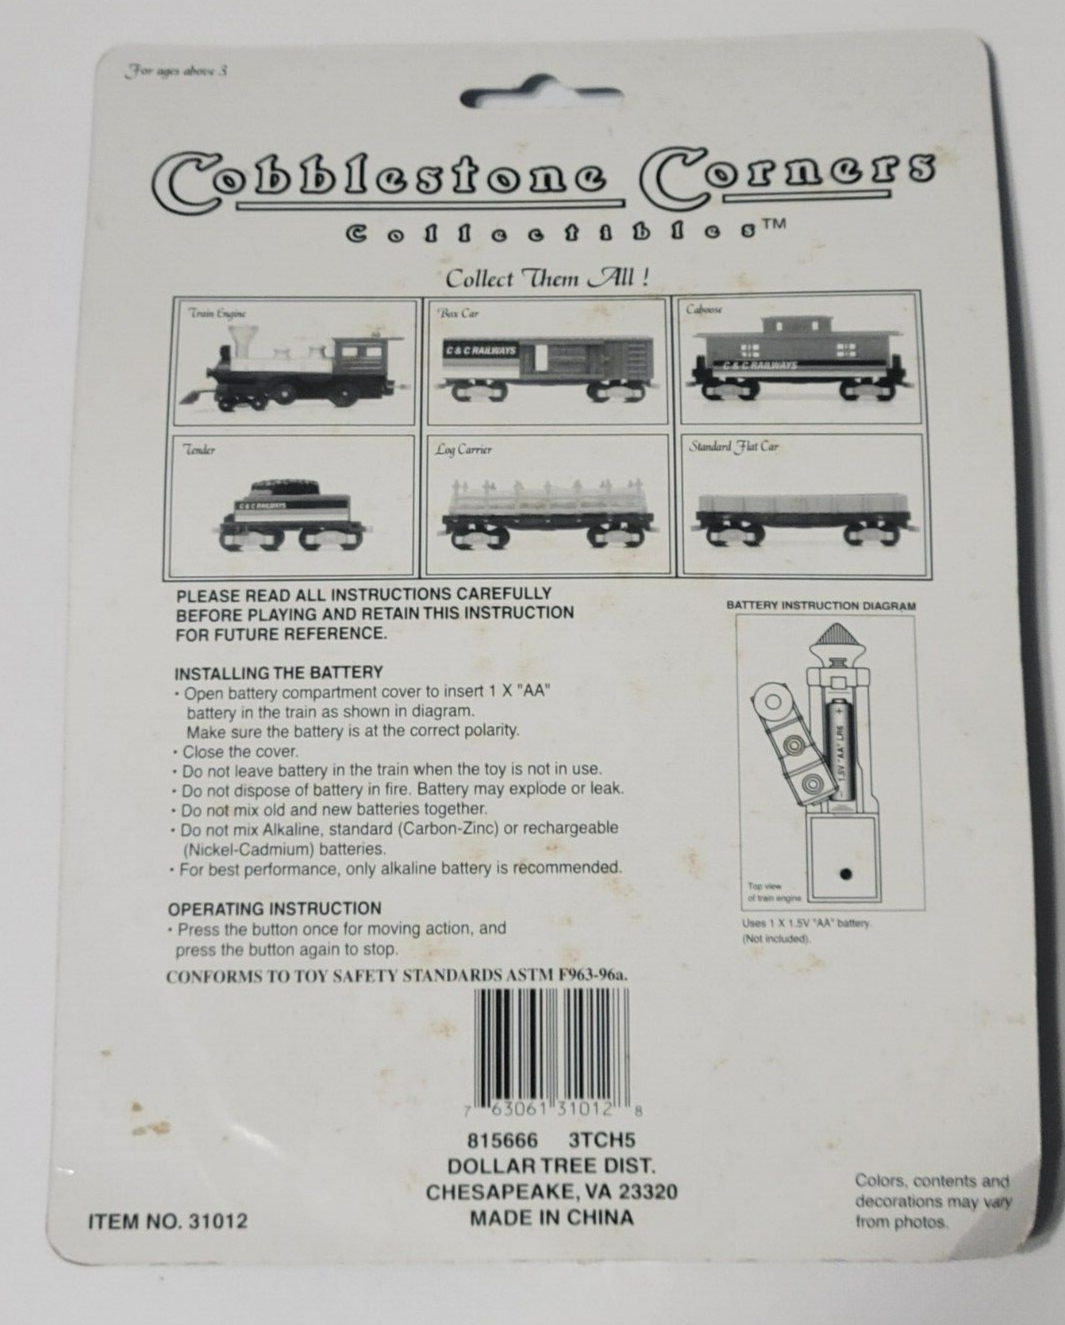 For ages above 3
Cobblestone Corners
Collectibles™
Collect Them All !
Train Engine
Box Car
C & C RAILWAYS
Caboose
C & C RAILWAYS
Tender
C & C RAILWAYS
Log Carrier
Standard Flat Car
PLEASE READ ALL INSTRUCTIONS CAREFULLY
BEFORE PLAYING AND RETAIN THIS INSTRUCTION
FOR FUTURE REFERENCE.
INSTALLING THE BATTERY
· Open battery compartment cover to insert 1 X "AA"
battery in the train as shown in diagram.
Make sure the battery is at the correct polarity.
· Close the cover.
· Do not leave battery in the train when the toy is not in use.
· Do not dispose of battery in fire. Battery may explode or leak.
· Do not mix old and new batteries together.
· Do not mix Alkaline, standard (Carbon-Zinc) or rechargeable
(Nickel-Cadmium) batteries.
· For best performance, only alkaline battery is recommended.
OPERATING INSTRUCTION
· Press the button once for moving action, and
press the button again to stop.
CONFORMS TO TOY SAFETY STANDARDS ASTM F963-96a.
BATTERY INSTRUCTION DIAGRAM
+
1.5V "AA" LR6
-
Top view
of train engine
Uses 1 X 1.5V "AA" battery
(Not included).
7 63061 31012 8
815666 3TCH5
DOLLAR TREE DIST.
CHESAPEAKE, VA 23320
MADE IN CHINA
ITEM NO. 31012
Colors, contents and
decorations may vary
from photos.